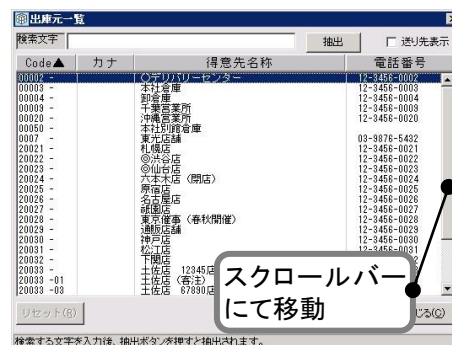 出庫元一覧
検索文字 抽出 送り先表示
Code▲ カナ 得意先名称 電話番号
00002 - ○デリバリーセンター 12-3456-0002
00003 - 本社倉庫 12-3456-0003
00004 - 卸倉庫 12-3456-0004
00009 - 千葉営業所 12-3456-0009
00020 - 沖縄営業所 12-3456-0020
00050 - 本社別館倉庫
0007 - 東光店舗 03-9876-5432
20021 - 札幌店 12-3456-0021
20022 - ◎渋谷店 12-3456-0022
20023 - ◎仙台店 12-3456-0023
20024 - 六本木店（閉店） 12-3456-0024
20025 - 原宿店 12-3456-0025
20026 - 名古屋店 12-3456-0026
20027 - 祇園店 12-3456-0027
20028 - 東京催事（春秋開催） 12-3456-0028
20029 - 通販店舗 12-3456-0029
20030 - 神戸店 12-3456-0030
20031 - 松江店 12-3456-0031
20032 - 下関店
20033 - 土佐店 12345店
20033 -01 土佐店（客注）
20033 -03 土佐店 67890店
スクロールバー
にて移動
リセット(R) じる(C)
検索する文字を入力後、抽出ボタンを押すと抽出されます。